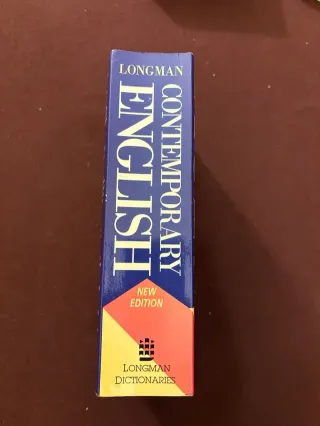 LONGMAN
CONTEMPORARY
ENGLISH
NEW
EDITION
LONGMAN
DICTIONARIES